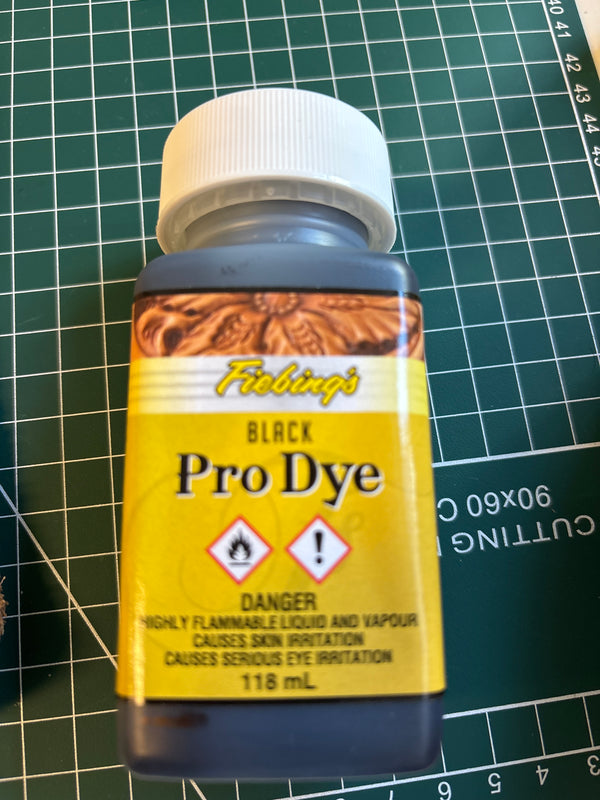 Fiebing's
BLACK
Pro Dye
DANGER
HIGHLY FLAMMABLE LIQUID AND VAPOUR
CAUSES SKIN IRRITATION
CAUSES SERIOUS EYE IRRITATION
118 mL
40 41 42 43 44 45
CUTTING
90x60 C
5 4 3